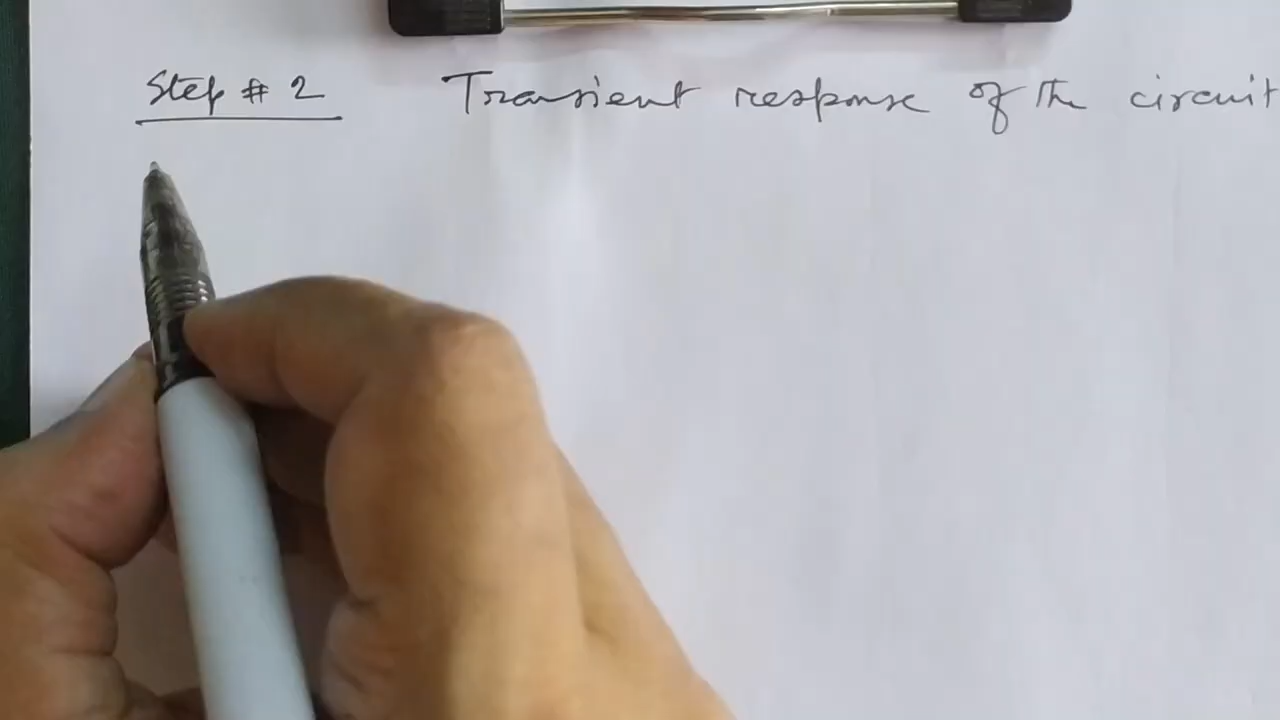 Step # 2 Transient response of the circuit